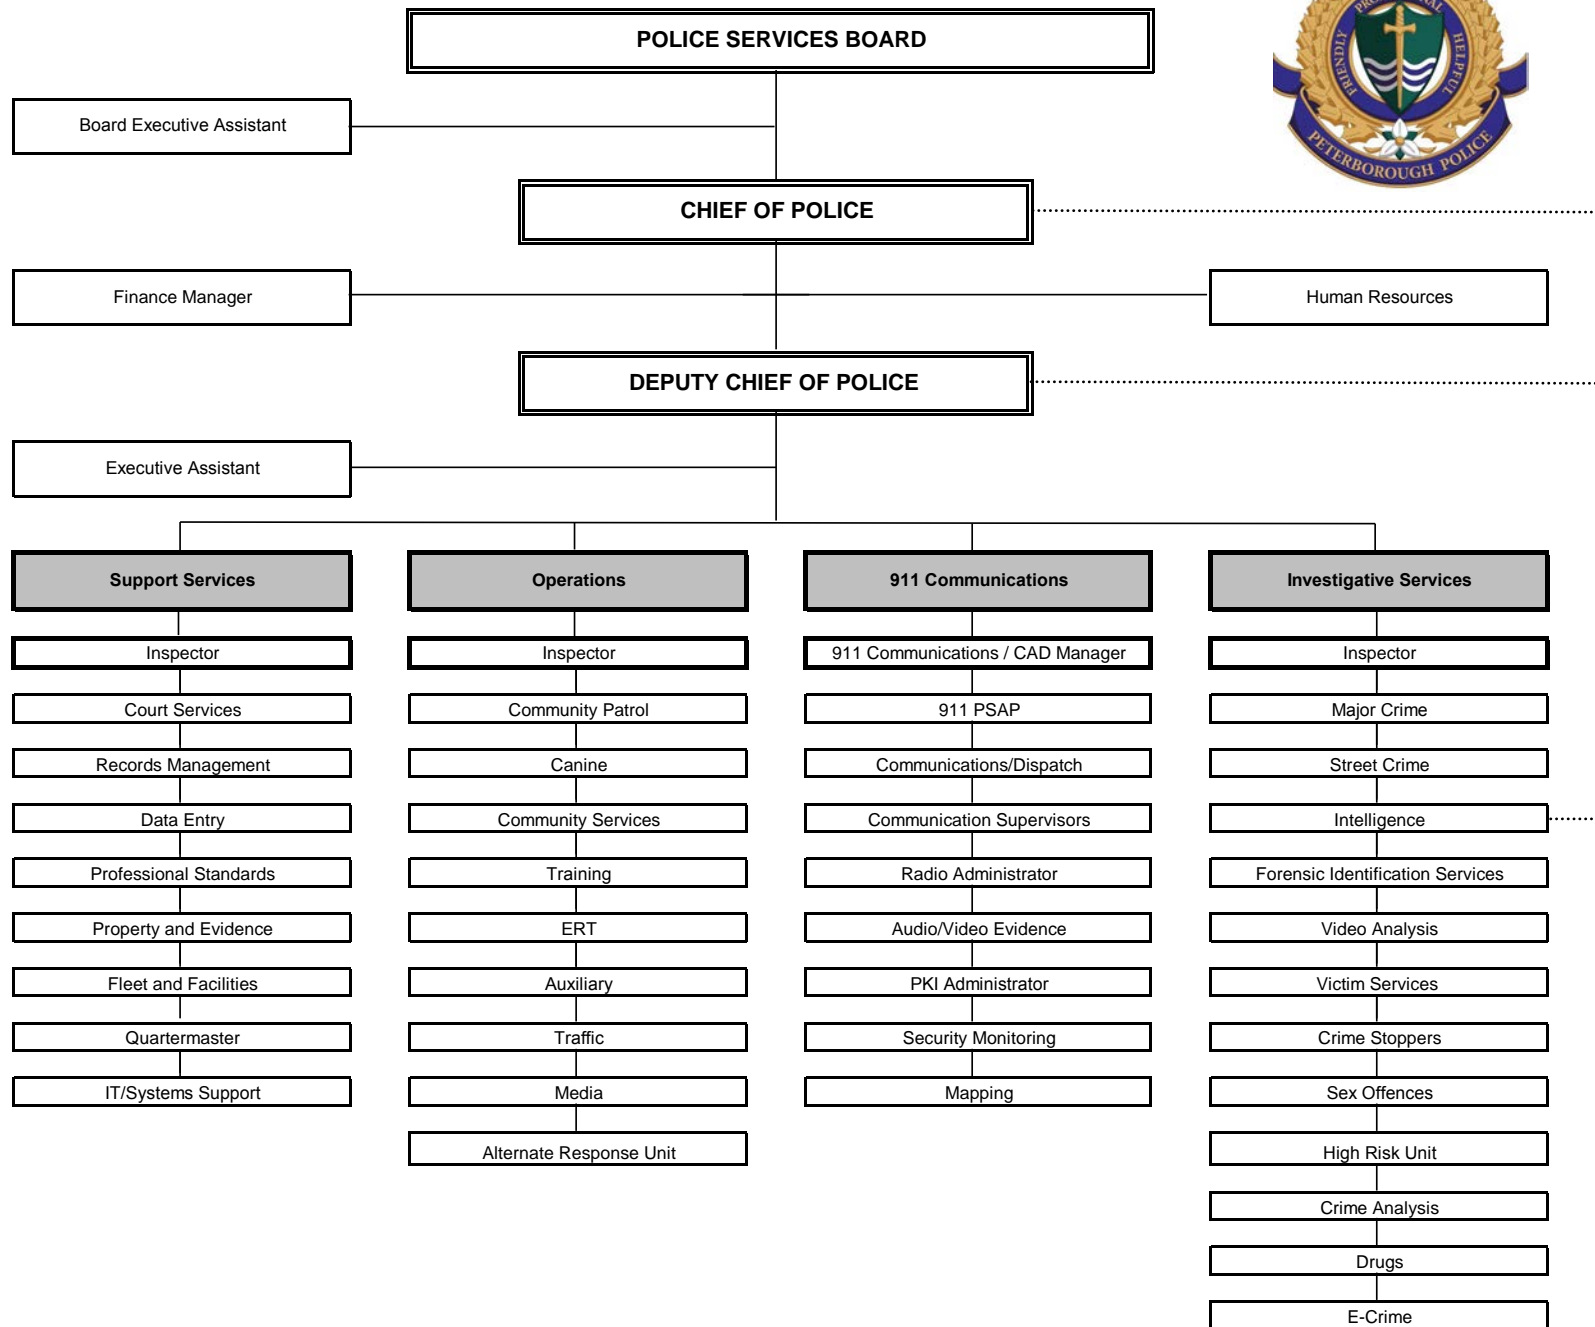 POLICE SERVICES BOARD
FRIENDLY
HELPFUL
PETERBOROUGH POLICE
Board Executive Assistant
CHIEF OF POLICE
Finance Manager
Human Resources
DEPUTY CHIEF OF POLICE
Executive Assistant
Support Services
Inspector
Court Services
Records Management
Data Entry
Professional Standards
Property and Evidence
Fleet and Facilities
Quartermaster
IT/Systems Support
Operations
Inspector
Community Patrol
Canine
Community Services
Training
ERT
Auxiliary
Traffic
Media
Alternate Response Unit
911 Communications
911 Communications / CAD Manager
911 PSAP
Communications/Dispatch
Communication Supervisors
Radio Administrator
Audio/Video Evidence
PKI Administrator
Security Monitoring
Mapping
Investigative Services
Inspector
Major Crime
Street Crime
Intelligence
Forensic Identification Services
Video Analysis
Victim Services
Crime Stoppers
Sex Offences
High Risk Unit
Crime Analysis
Drugs
E-Crime